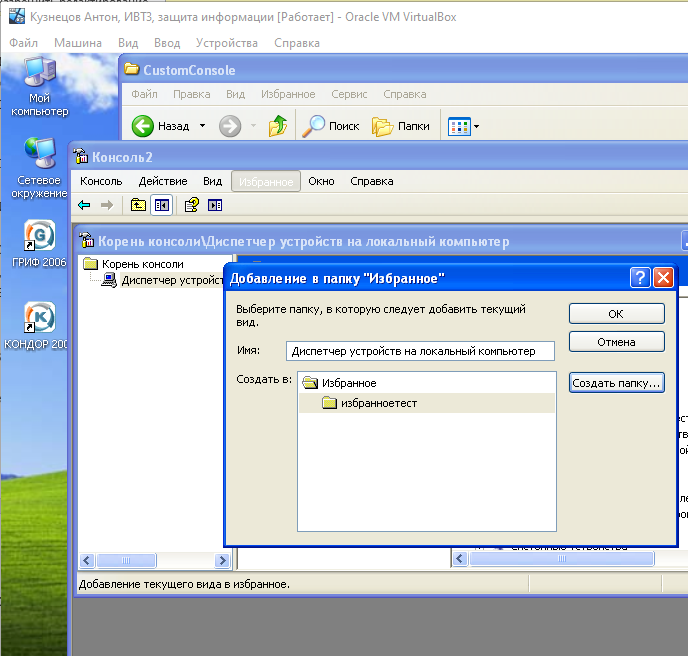 Кузнецов Антон, ИВТЗ, защита информации [Работает] - Oracle VM VirtualBox
Файл Машина Вид Ввод Устройства Справка
Мой компьютер
CustomConsole
Файл Правка Вид Избранное Сервис Справка
Назад Поиск Папки
Сетевое окружение
ГРИФ 2006
КОНДОР 200
Консоль2
Консоль Действие Вид Избранное Окно Справка
Корень консоли\Диспетчер устройств на локальный компьютер
Корень консоли
Диспетчер устройст
Добавление в папку "Избранное"
Выберите папку, в которую следует добавить текущий
вид.
Имя: Диспетчер устройств на локальный компьютер
Создать в: Избранное
избранноетест
OK
Отмена
Создать папку...
Добавление текущего вида в избранное.